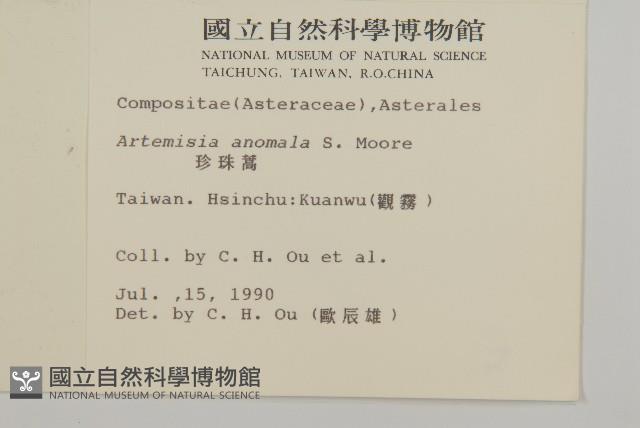 國立自然科學博物館
NATIONAL MUSEUM OF NATURAL SCIENCE
TAICHUNG, TAIWAN, R.O.CHINA
Compositae(Asteraceae),Asterales
Artemisia anomala S. Moore
珍珠蒿
Taiwan. Hsinchu:Kuanwu(觀霧)
Coll. by C. H. Ou et al.
Jul. ,15, 1990
Det. by C. H. Ou (歐辰雄)
國立自然科學博物館
NATIONAL MUSEUM OF NATURAL SCIENCE